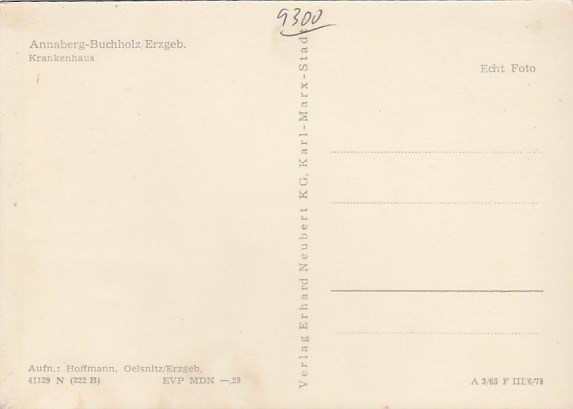 9300
Annaberg-Buchholz/Erzgeb.
Krankenhaus
Echt Foto
Verlag Erhard Neubert KG, Karl-Marx-Stadt
Aufn.: Hoffmann, Oelsnitz/Erzgeb.
41129 N (222 B) EVP MDN —,25
A 3/65 F III/6/78